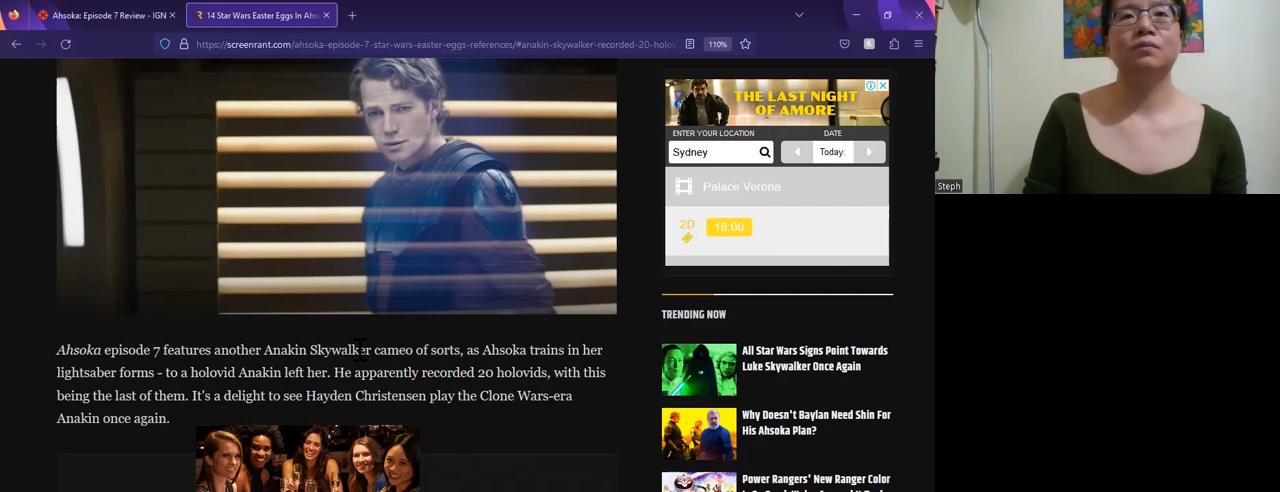 Ahsoka: Episode 7 Review - IGN
14 Star Wars Easter Eggs In Ahso
https://screenrant.com/ahsoka-episode-7-star-wars-easter-eggs-references/#anakin-skywalker-recorded-20-holov
110%
Steph
THE LAST NIGHT
OF AMORE
ENTER YOUR LOCATION
DATE
Sydney
Today:
Palace Verona
2D
18:00
TRENDING NOW
All Star Wars Signs Point Towards
Luke Skywalker Once Again
Why Doesn't Baylan Need Shin For
His Ahsoka Plan?
Power Rangers' New Ranger Color
Ahsoka episode 7 features another Anakin Skywalker cameo of sorts, as Ahsoka trains in her
lightsaber forms - to a holovid Anakin left her. He apparently recorded 20 holovids, with this
being the last of them. It's a delight to see Hayden Christensen play the Clone Wars-era
Anakin once again.